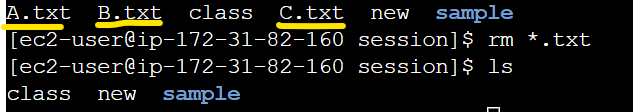 A.txt  B.txt  class  C.txt  new  sample
[ec2-user@ip-172-31-82-160 session]$ rm *.txt
[ec2-user@ip-172-31-82-160 session]$ ls
class  new  sample